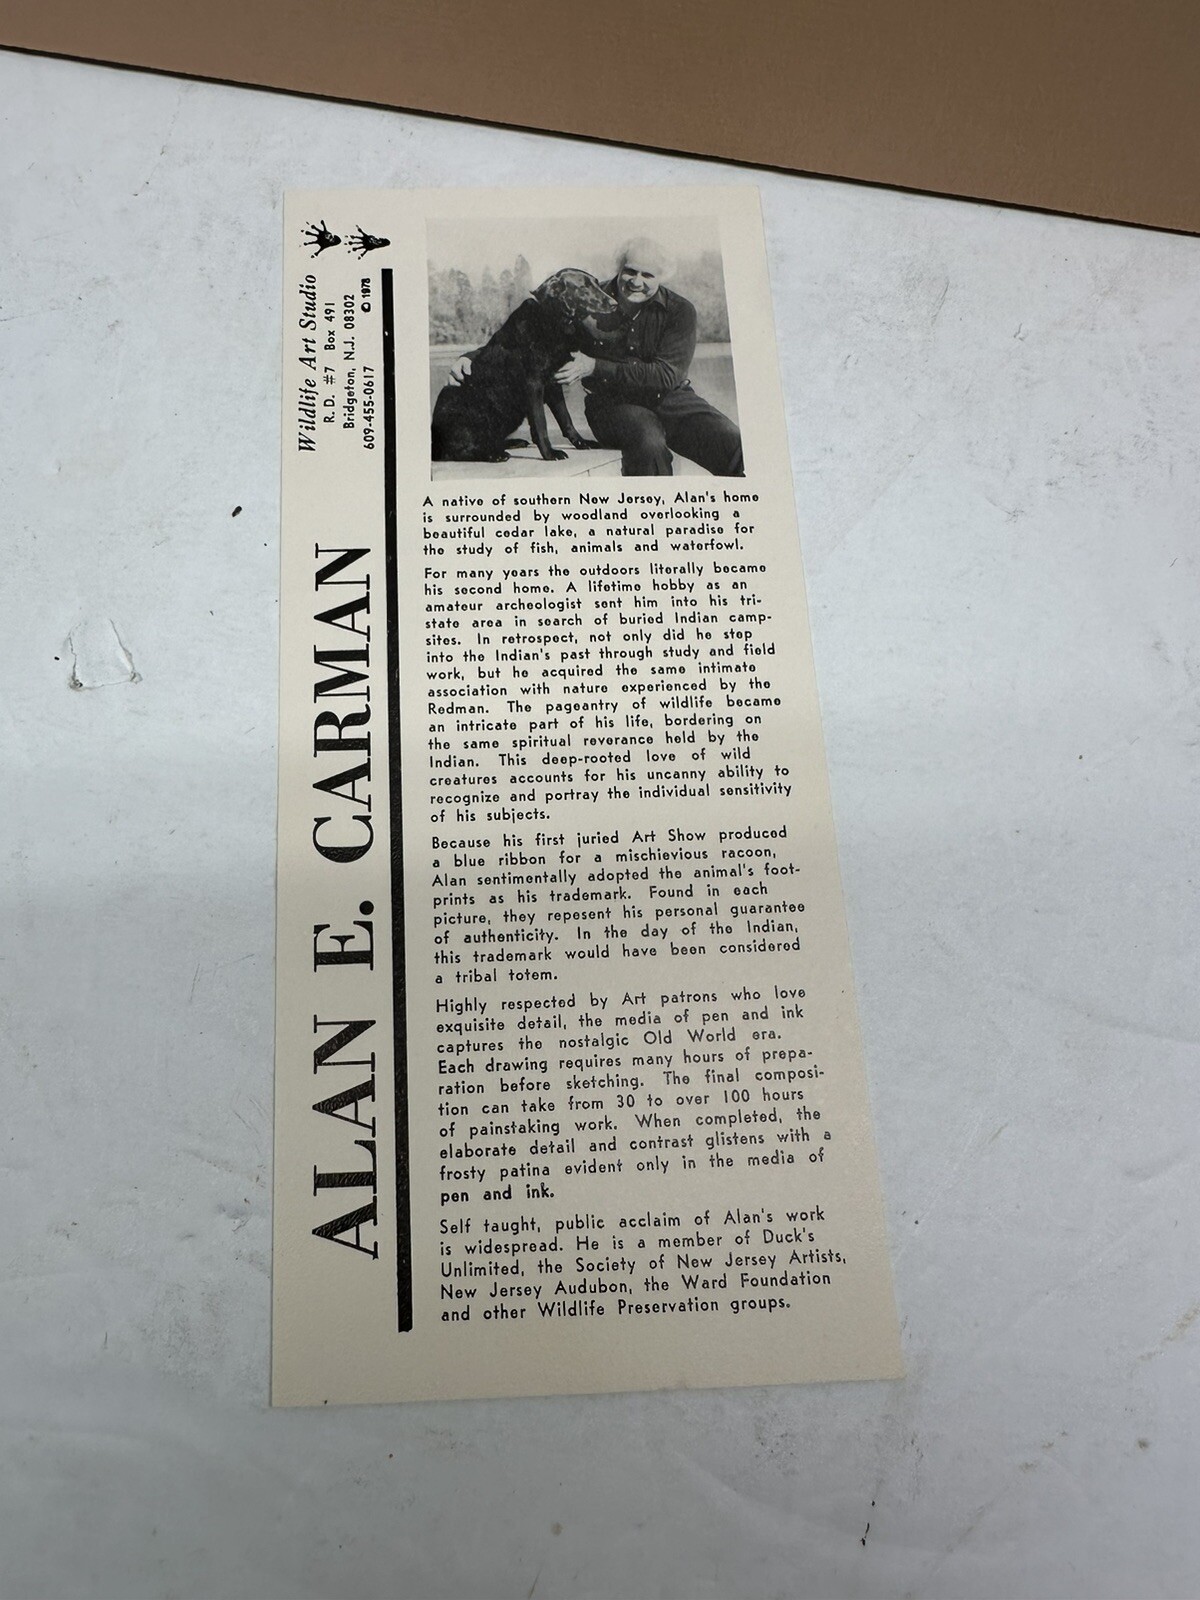 ALAN E. CARMAN
Wildlife Art Studio
R. D. #7 Box 491
Bridgeton, N.J. 08302
609-455-0617 © 1978
A native of southern New Jersey, Alan's home
is surrounded by woodland overlooking a
beautiful cedar lake, a natural paradise for
the study of fish, animals and waterfowl.
For many years the outdoors literally became
his second home. A lifetime hobby as an
amateur archeologist sent him into his tri-
state area in search of buried Indian camp-
sites. In retrospect, not only did he step
into the Indian's past through study and field
work, but he acquired the same intimate
association with nature experienced by the
Redman. The pageantry of wildlife became
an intricate part of his life, bordering on
the same spiritual reverance held by the
Indian. This deep-rooted love of wild
creatures accounts for his uncanny ability to
recognize and portray the individual sensitivity
of his subjects.
Because his first juried Art Show produced
a blue ribbon for a mischievious racoon,
Alan sentimentally adopted the animal's foot-
prints as his trademark. Found in each
picture, they repesent his personal guarantee
of authenticity. In the day of the Indian,
this trademark would have been considered
a tribal totem.
Highly respected by Art patrons who love
exquisite detail, the media of pen and ink
captures the nostalgic Old World era.
Each drawing requires many hours of prepa-
ration before sketching. The final composi-
tion can take from 30 to over 100 hours
of painstaking work. When completed, the
elaborate detail and contrast glistens with a
frosty patina evident only in the media of
pen and ink.
Self taught, public acclaim of Alan's work
is widespread. He is a member of Duck's
Unlimited, the Society of New Jersey Artists,
New Jersey Audubon, the Ward Foundation
and other Wildlife Preservation groups.